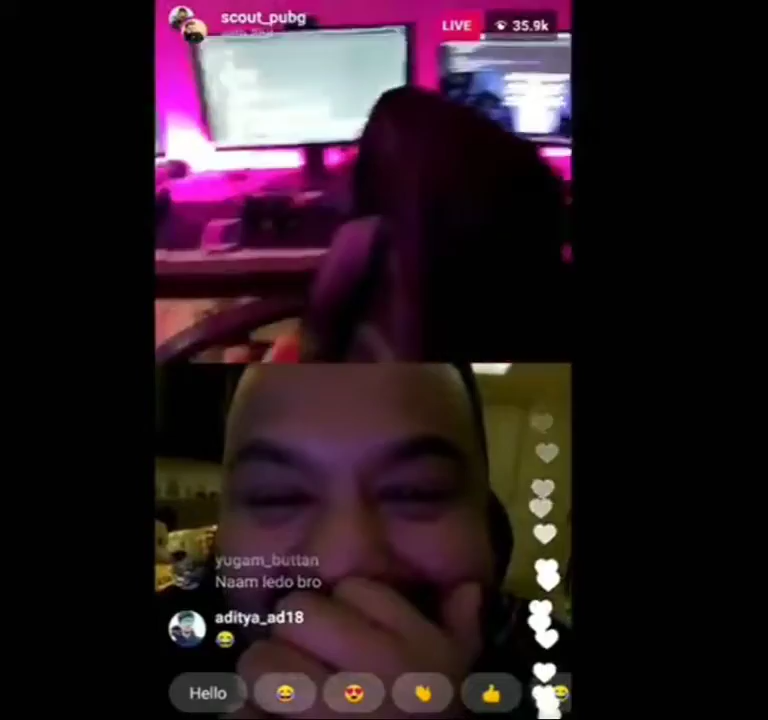 scout_pubg
LIVE
35.9k
yugam_buttan
Naam ledo bro
aditya_ad18
😂
Hello
😂 😍 👏 👍 😂